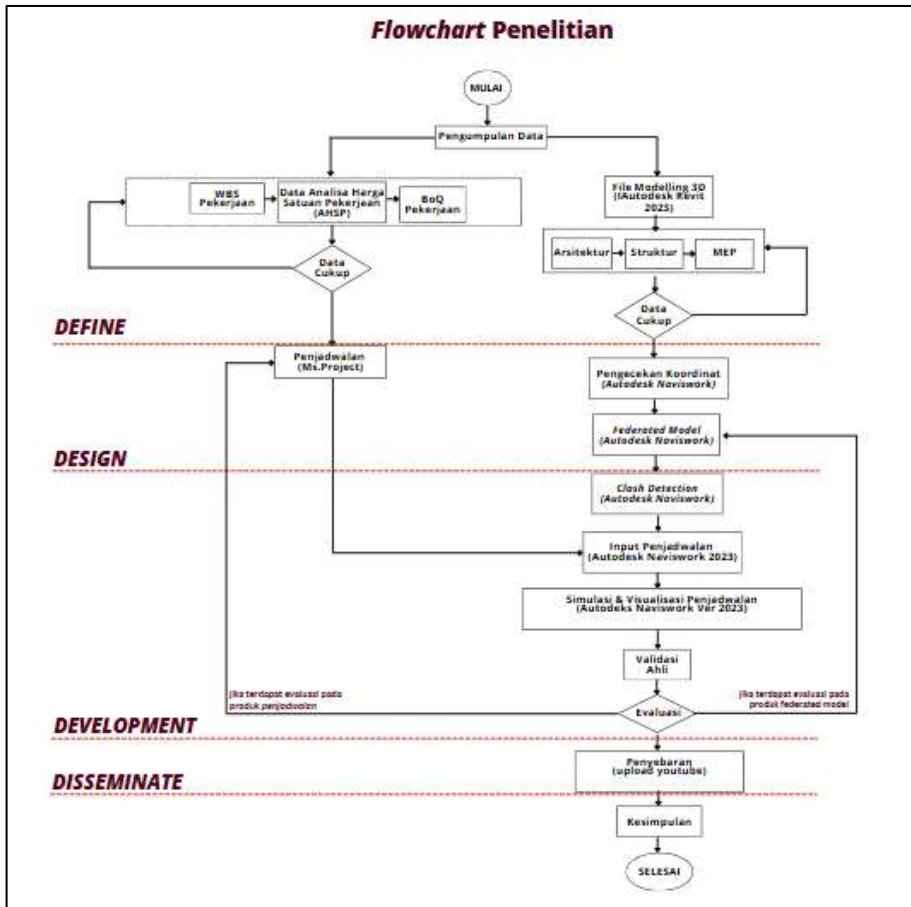 Flowchart Penelitian
MULAI
Pengumpulan Data
WBS
Pekerjaan
Data Analisa Harga
Satuan Pekerjaan
(AHSP)
BoQ
Pekerjaan
File Modelling 3D
(IAutodesk Revit
2023)
Arsitektur
Struktur
MEP
Data
Cukup
Data
Cukup
DEFINE
Penjadwalan
(Ms.Project)
Pengecekan Koordinat
(Autodesk Naviswork)
Federated Model
(Autodesk Naviswork)
DESIGN
Clash Detection
(Autodesk Naviswork)
Input Penjadwalan
(Autodesk Naviswork 2023)
Simulasi & Visualisasi Penjadwalan
(Autodeks Naviswork Ver 2023)
Validasi
Ahli
Jika terdapat evaluasi pada
produk penjadwalan
Evaluasi
Jika terdapat evaluasi pada
produk federated model
DEVELOPMENT
Penyebaran
(upload youtube)
DISSEMINATE
Kesimpulan
SELESAI